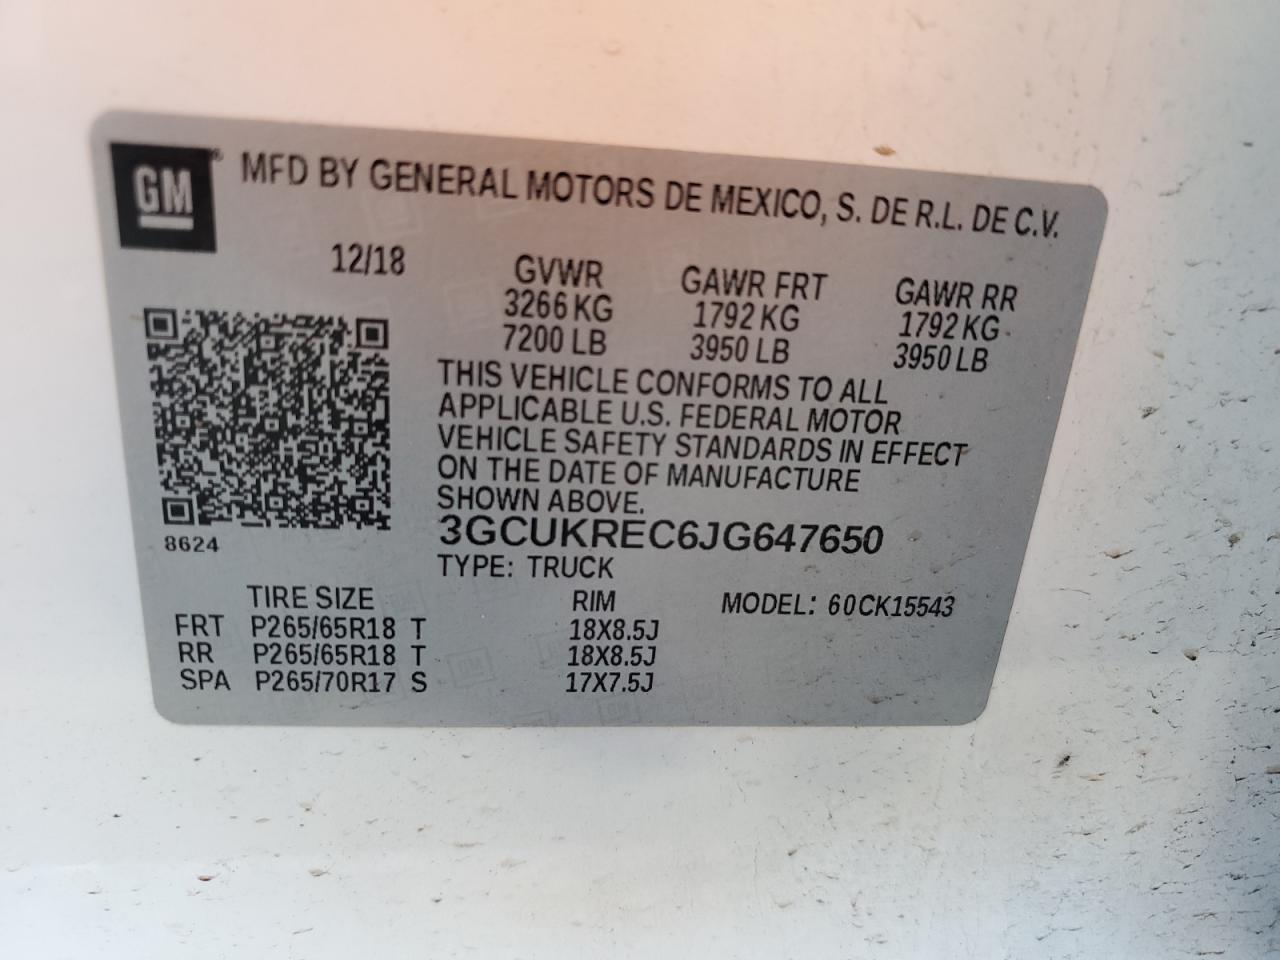 GM® MFD BY GENERAL MOTORS DE MEXICO, S. DE R.L. DE C.V.
12/18 GVWR GAWR FRT GAWR RR
3266 KG 1792 KG 1792 KG
7200 LB 3950 LB 3950 LB
THIS VEHICLE CONFORMS TO ALL
APPLICABLE U.S. FEDERAL MOTOR
VEHICLE SAFETY STANDARDS IN EFFECT
ON THE DATE OF MANUFACTURE
SHOWN ABOVE.
8624 3GCUKREC6JG647650
TYPE: TRUCK
TIRE SIZE RIM MODEL: 60CK15543
FRT P265/65R18 T 18X8.5J
RR P265/65R18 T 18X8.5J
SPA P265/70R17 S 17X7.5J